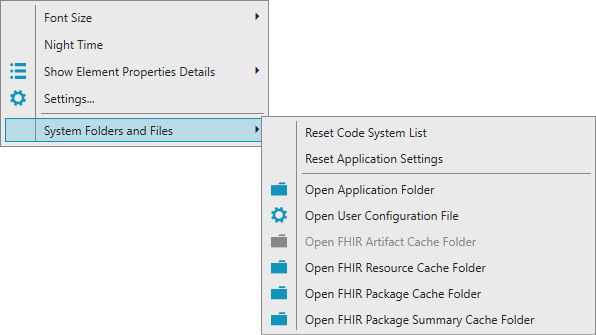 Font Size
Night Time
Show Element Properties Details
Settings...
System Folders and Files
Reset Code System List
Reset Application Settings
Open Application Folder
Open User Configuration File
Open FHIR Artifact Cache Folder
Open FHIR Resource Cache Folder
Open FHIR Package Cache Folder
Open FHIR Package Summary Cache Folder